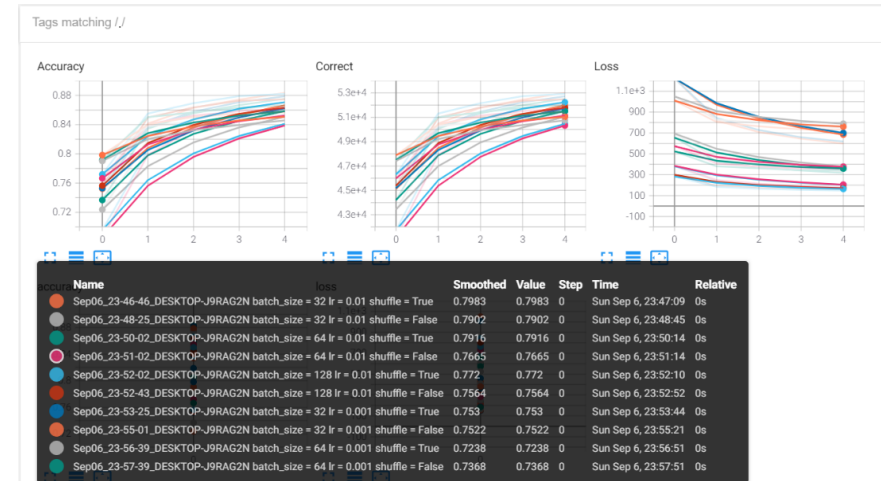 Tags matching /./
Accuracy
Correct
Loss
0.88
0.84
0.8
0.76
0.72
0 1 2 3 4
5.3e+4
5.1e+4
4.9e+4
4.7e+4
4.5e+4
4.3e+4
0 1 2 3 4
1.1e+3
900
700
500
300
100
-100
0 1 2 3 4
accuracy
loss
Name Smoothed Value Step Time Relative
Sep06_23-46-46_DESKTOP-J9RAG2N batch_size = 32 lr = 0.01 shuffle = True 0.7983 0.7983 0 Sun Sep 6, 23:47:09 0s
Sep06_23-48-25_DESKTOP-J9RAG2N batch_size = 32 lr = 0.01 shuffle = False 0.7902 0.7902 0 Sun Sep 6, 23:48:45 0s
Sep06_23-50-02_DESKTOP-J9RAG2N batch_size = 64 lr = 0.01 shuffle = True 0.7916 0.7916 0 Sun Sep 6, 23:50:14 0s
Sep06_23-51-02_DESKTOP-J9RAG2N batch_size = 64 lr = 0.01 shuffle = False 0.7665 0.7665 0 Sun Sep 6, 23:51:14 0s
Sep06_23-52-02_DESKTOP-J9RAG2N batch_size = 128 lr = 0.01 shuffle = True 0.772 0.772 0 Sun Sep 6, 23:52:10 0s
Sep06_23-52-43_DESKTOP-J9RAG2N batch_size = 128 lr = 0.01 shuffle = False 0.7564 0.7564 0 Sun Sep 6, 23:52:52 0s
Sep06_23-53-25_DESKTOP-J9RAG2N batch_size = 32 lr = 0.001 shuffle = True 0.753 0.753 0 Sun Sep 6, 23:53:44 0s
Sep06_23-55-01_DESKTOP-J9RAG2N batch_size = 32 lr = 0.001 shuffle = False 0.7522 0.7522 0 Sun Sep 6, 23:55:21 0s
Sep06_23-56-39_DESKTOP-J9RAG2N batch_size = 64 lr = 0.001 shuffle = True 0.7238 0.7238 0 Sun Sep 6, 23:56:51 0s
Sep06_23-57-39_DESKTOP-J9RAG2N batch_size = 64 lr = 0.001 shuffle = False 0.7368 0.7368 0 Sun Sep 6, 23:57:51 0s